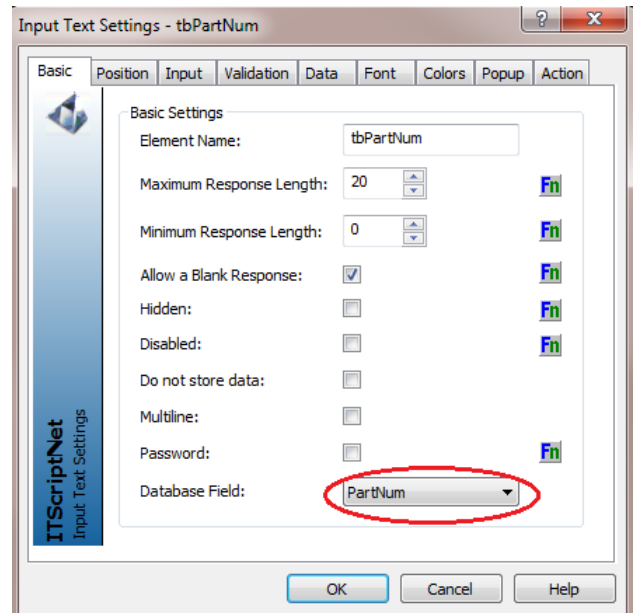 Input Text Settings - tbPartNum
?
X
Basic Position Input Validation Data Font Colors Popup Action
Basic Settings
Element Name: tbPartNum
Maximum Response Length: 20 Fn
Minimum Response Length: 0 Fn
Allow a Blank Response: Fn
Hidden: Fn
Disabled: Fn
Do not store data:
Multiline:
Password: Fn
Database Field: PartNum
ITScriptNet
Input Text Settings
OK Cancel Help